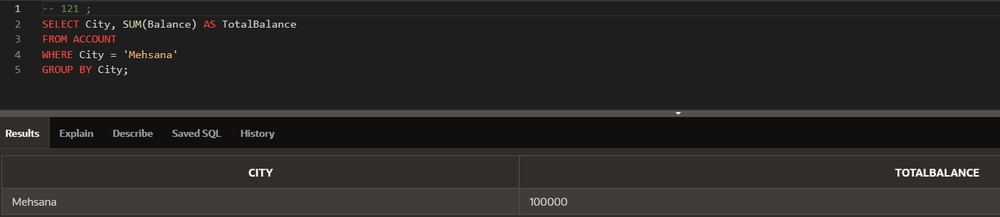 1 -- 121 ;
2 SELECT City, SUM(Balance) AS TotalBalance
3 FROM ACCOUNT
4 WHERE City = 'Mehsana'
5 GROUP BY City;
Results Explain Describe Saved SQL History
CITY TOTALBALANCE
Mehsana 100000